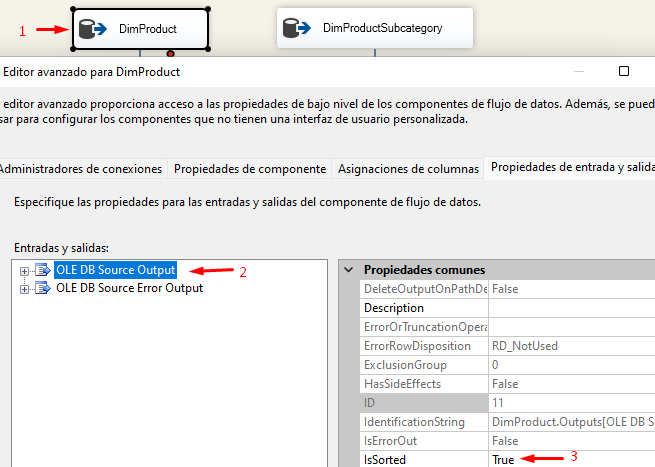 1
DimProduct
DimProductSubcategory
Editor avanzado para DimProduct
editor avanzado proporciona acceso a las propiedades de bajo nivel de los componentes de flujo de datos. Además, se pued
sar para configurar los componentes que no tienen una interfaz de usuario personalizada.
Administradores de conexiones Propiedades de componente Asignaciones de columnas Propiedades de entrada y salida
Especifique las propiedades para las entradas y salidas del componente de flujo de datos.
Entradas y salidas:
OLE DB Source Output 2
OLE DB Source Error Output
Propiedades comunes
DeleteOutputOnPathDe False
Description
ErrorOrTruncationOpera
ErrorRowDisposition RD_NotUsed
ExclusionGroup 0
HasSideEffects False
ID 11
IdentificationString DimProduct.Outputs[OLE DB S
IsErrorOut False
IsSorted True 3